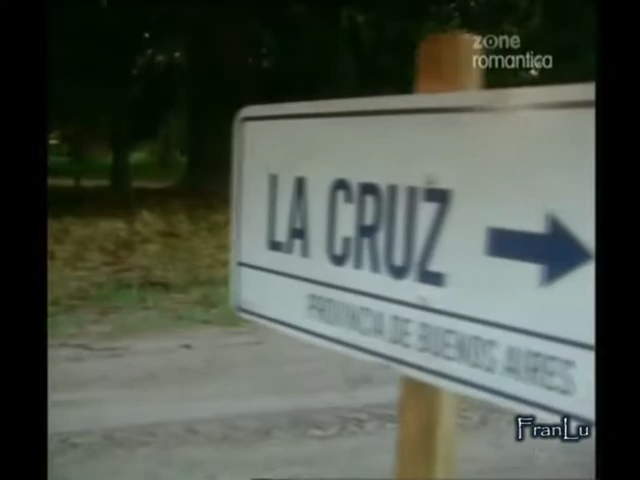 zone
romantica
LA CRUZ
PROVINCIA DE BUENOS AIRES
FranLu